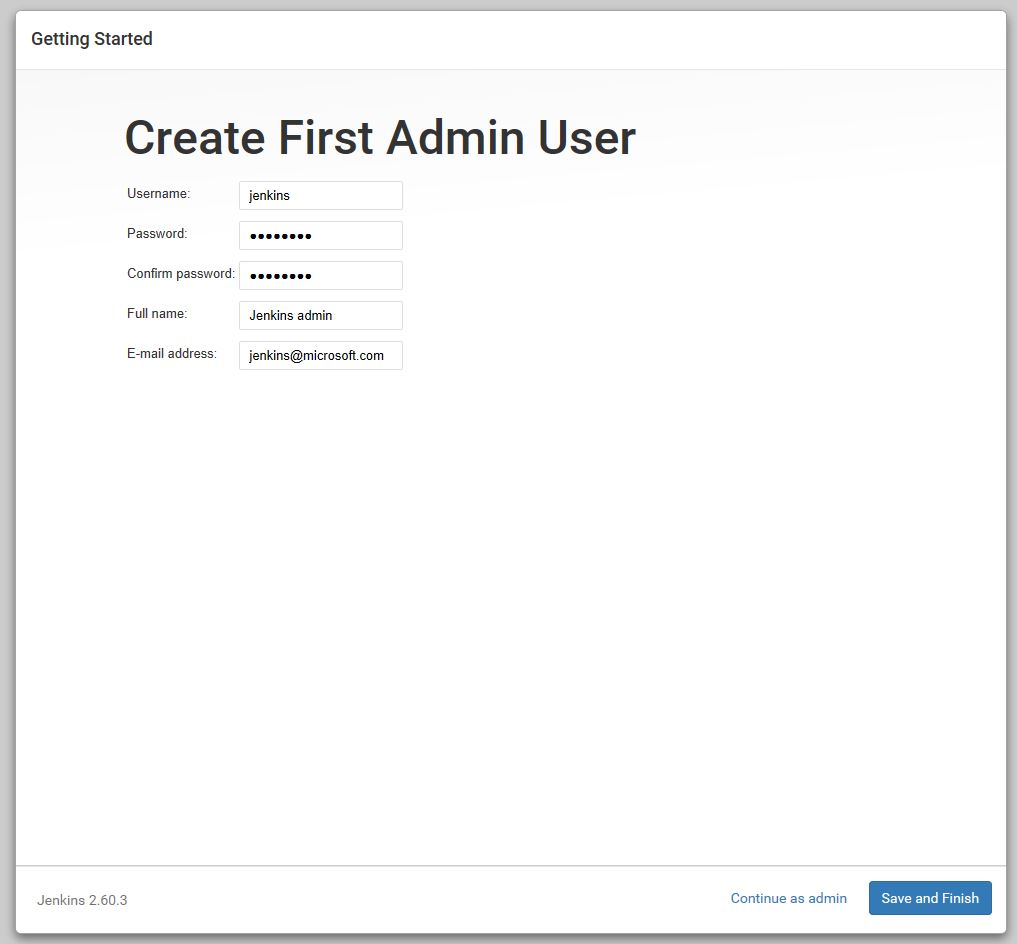 Getting Started
Create First Admin User
Username: jenkins
Password: ●●●●●●●●
Confirm password: ●●●●●●●●
Full name: Jenkins admin
E-mail address: jenkins@microsoft.com
Jenkins 2.60.3 Continue as admin Save and Finish